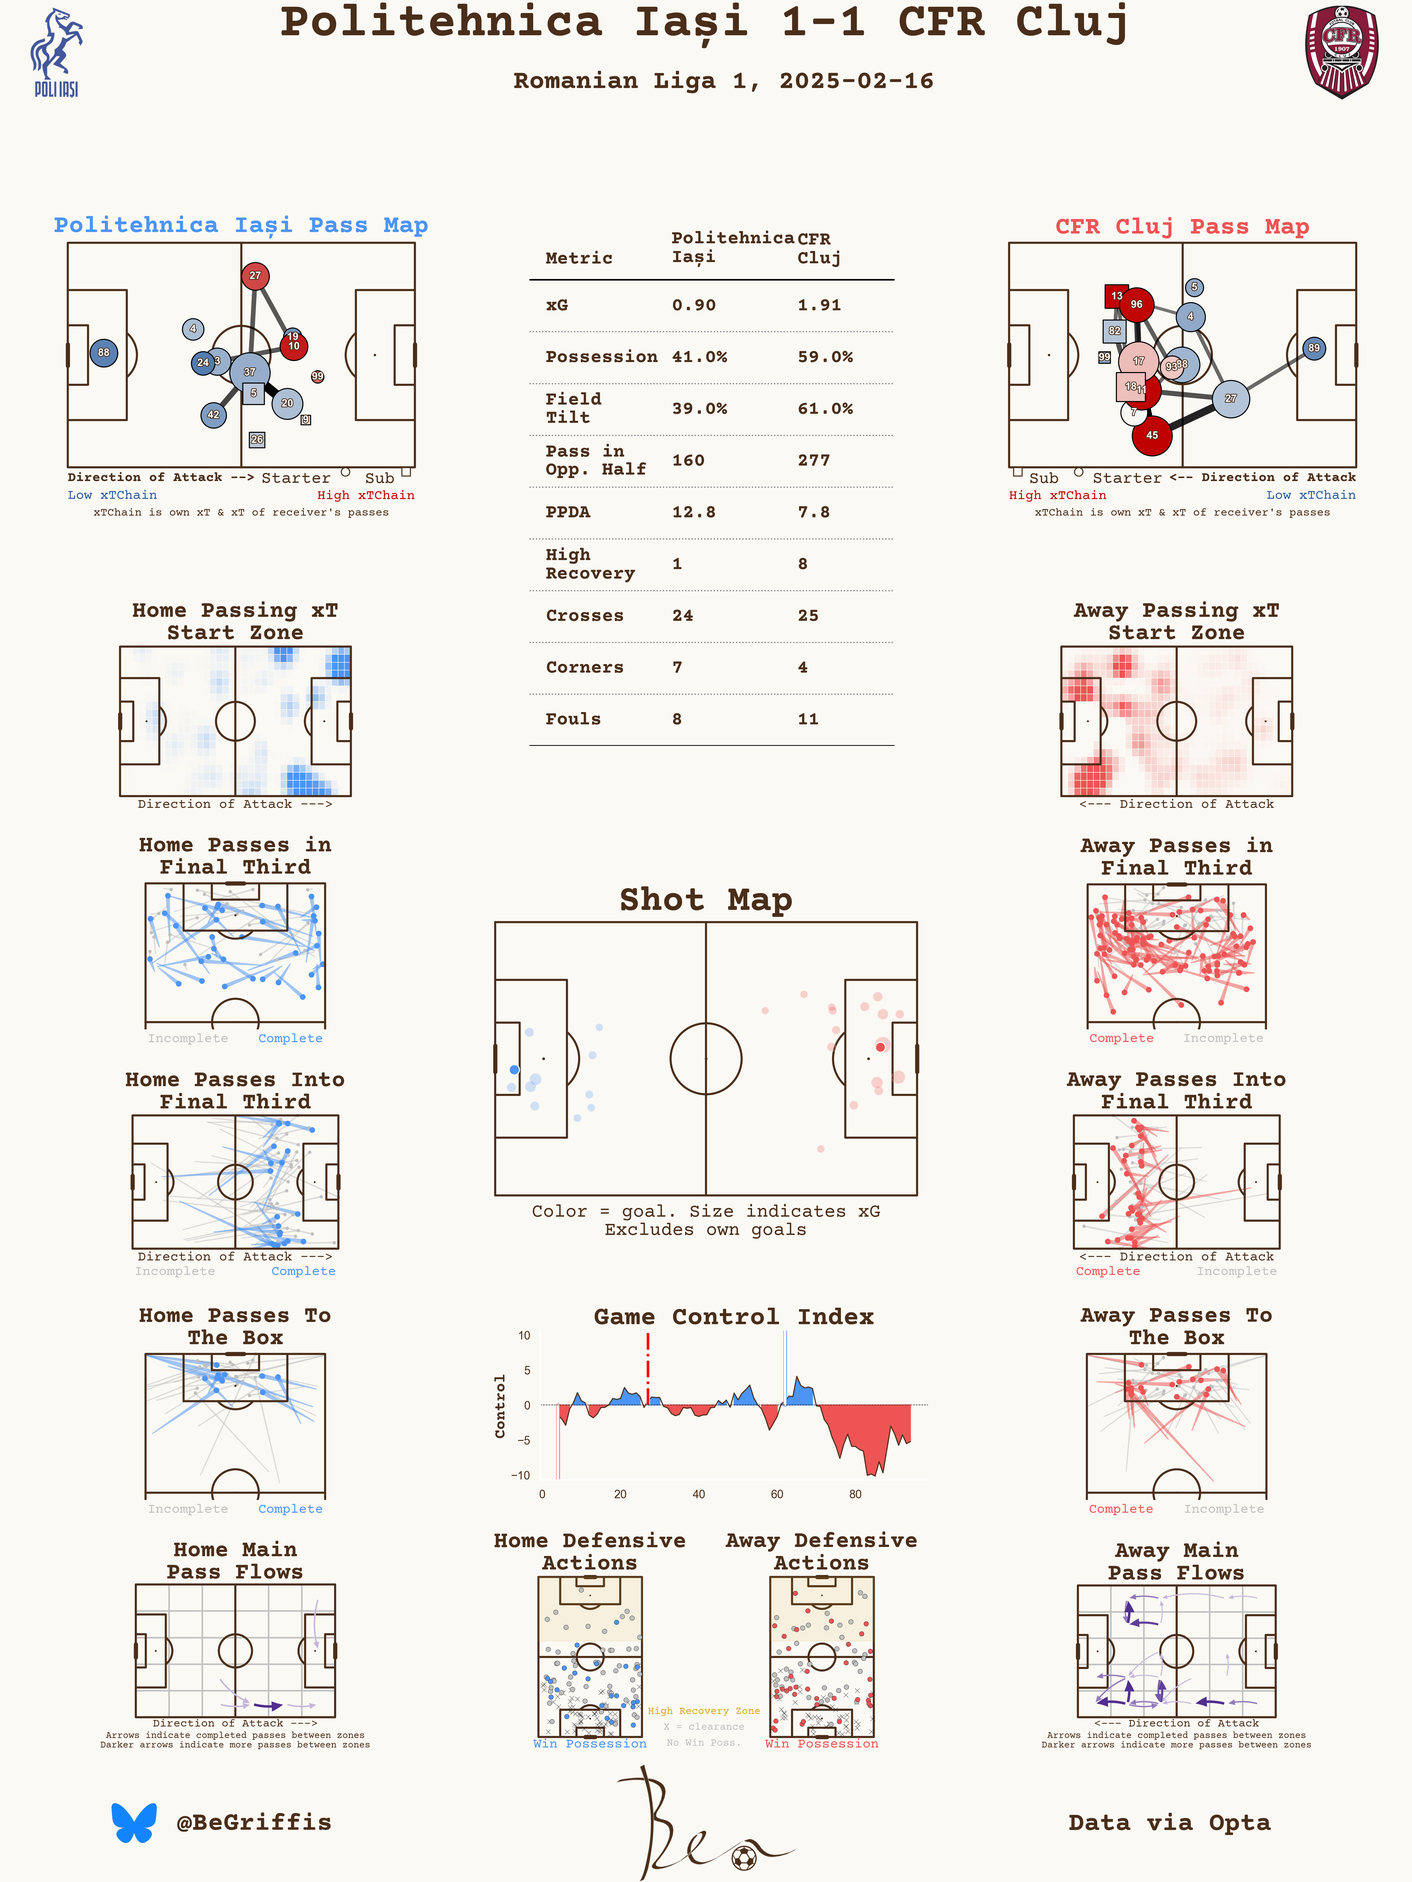 Politehnica Iași 1-1 CFR Cluj
Romanian Liga 1, 2025-02-16
POLI IAȘI
CFR
1907
Politehnica Iași Pass Map
27
4
19
10
88
24
3
37
99
5
20
42
9
26
Direction of Attack --> Starter Sub
Low xTChain High xTChain
xTChain is own xT & xT of receiver's passes
Metric Politehnica Iași CFR Cluj
xG 0.90 1.91
Possession 41.0% 59.0%
Field Tilt 39.0% 61.0%
Pass in Opp. Half 160 277
PPDA 12.8 7.8
High Recovery 1 8
Crosses 24 25
Corners 7 4
Fouls 8 11
CFR Cluj Pass Map
5
13
96
4
82
99
89
17
93
98
18
11
27
7
45
Sub Starter <-- Direction of Attack
High xTChain Low xTChain
xTChain is own xT & xT of receiver's passes
Home Passing xT
Start Zone
Direction of Attack --->
Away Passing xT
Start Zone
<--- Direction of Attack
Home Passes in
Final Third
Incomplete Complete
Away Passes in
Final Third
Complete Incomplete
Shot Map
Color = goal. Size indicates xG
Excludes own goals
Home Passes Into
Final Third
Direction of Attack --->
Incomplete Complete
Away Passes Into
Final Third
<--- Direction of Attack
Complete Incomplete
Home Passes To
The Box
Incomplete Complete
Game Control Index
Control
10
5
0
−5
−10
0 20 40 60 80
Away Passes To
The Box
Complete Incomplete
Home Main
Pass Flows
Direction of Attack --->
Arrows indicate completed passes between zones
Darker arrows indicate more passes between zones
Home Defensive
Actions
Win Possession
Away Defensive
Actions
Win Possession
High Recovery Zone
X = clearance
No Win Poss.
Away Main
Pass Flows
<--- Direction of Attack
Arrows indicate completed passes between zones
Darker arrows indicate more passes between zones
@BeGriffis
Data via Opta